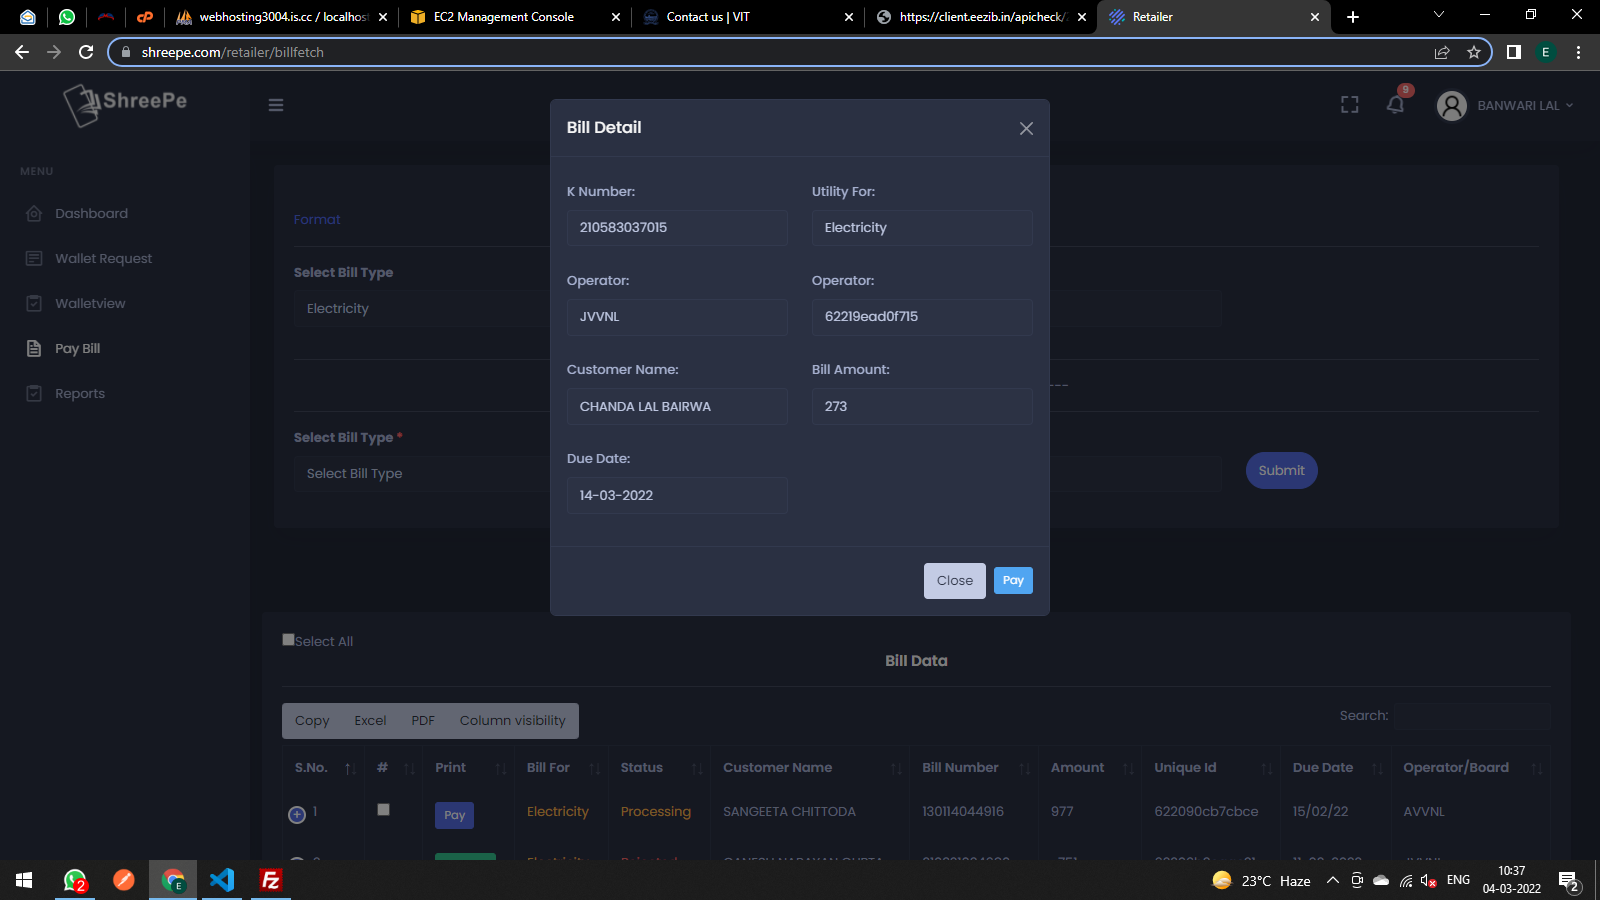 webhosting3004.is.cc / localhost
EC2 Management Console
Contact us | VIT
https://client.eezib.in/apicheck/
Retailer
shreepe.com/retailer/billfetch
E
ShreePe
9
BANWARI LAL
MENU
Dashboard
Wallet Request
Walletview
Pay Bill
Reports
Format
Select Bill Type
Electricity
---
Select Bill Type *
Select Bill Type
Submit
Bill Detail
K Number:
Utility For:
210583037015
Electricity
Operator:
Operator:
JVVNL
62219ead0f715
Customer Name:
Bill Amount:
CHANDA LAL BAIRWA
273
Due Date:
14-03-2022
Close
Pay
Select All
Bill Data
Copy Excel PDF Column visibility
Search:
S.No. # Print Bill For Status Customer Name Bill Number Amount Unique Id Due Date Operator/Board
1 Pay Electricity Processing SANGEETA CHITTODA 130114044916 977 622090cb7cbce 15/02/22 AVVNL
2
E
23°C Haze
ENG
10:37
04-03-2022
2